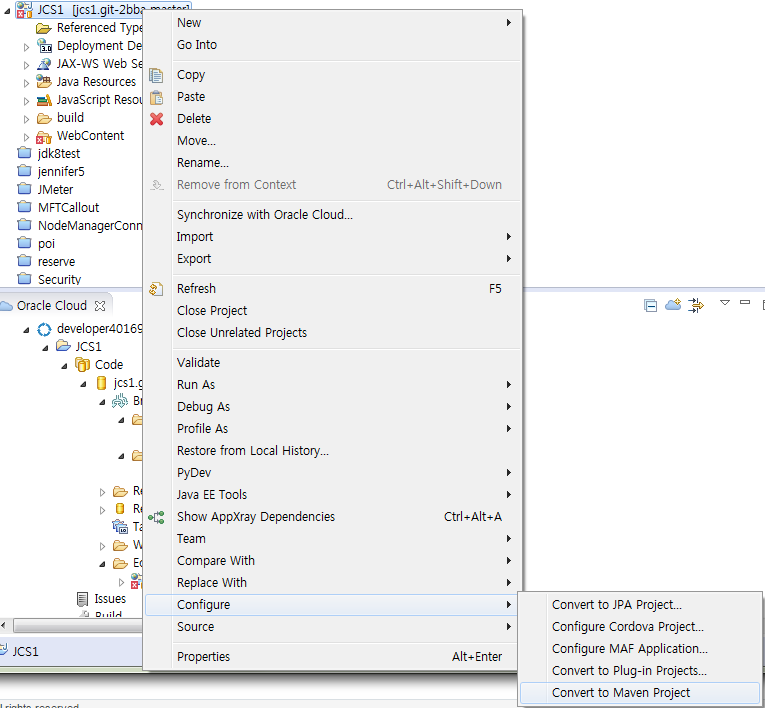 JCS1 [jcs1.git-2bba master]
Referenced Type
Deployment De
JAX-WS Web Se
Java Resources
JavaScript Resou
build
WebContent
jdk8test
jennifer5
JMeter
MFTCallout
NodeManagerConn
poi
reserve
Security
Oracle Cloud
developer40169
JCS1
Code
jcs1.g
Br
Re
Re
Ta
W
Ec
Issues
Build
JCS1
New
Go Into
Copy
Paste
Delete
Move...
Rename...
Remove from Context Ctrl+Alt+Shift+Down
Synchronize with Oracle Cloud...
Import
Export
Refresh F5
Close Project
Close Unrelated Projects
Validate
Run As
Debug As
Profile As
Restore from Local History...
PyDev
Java EE Tools
Show AppXray Dependencies Ctrl+Alt+A
Team
Compare With
Replace With
Configure
Source
Properties Alt+Enter
Convert to JPA Project...
Configure Cordova Project...
Configure MAF Application...
Convert to Plug-in Projects...
Convert to Maven Project
ll rights reserved